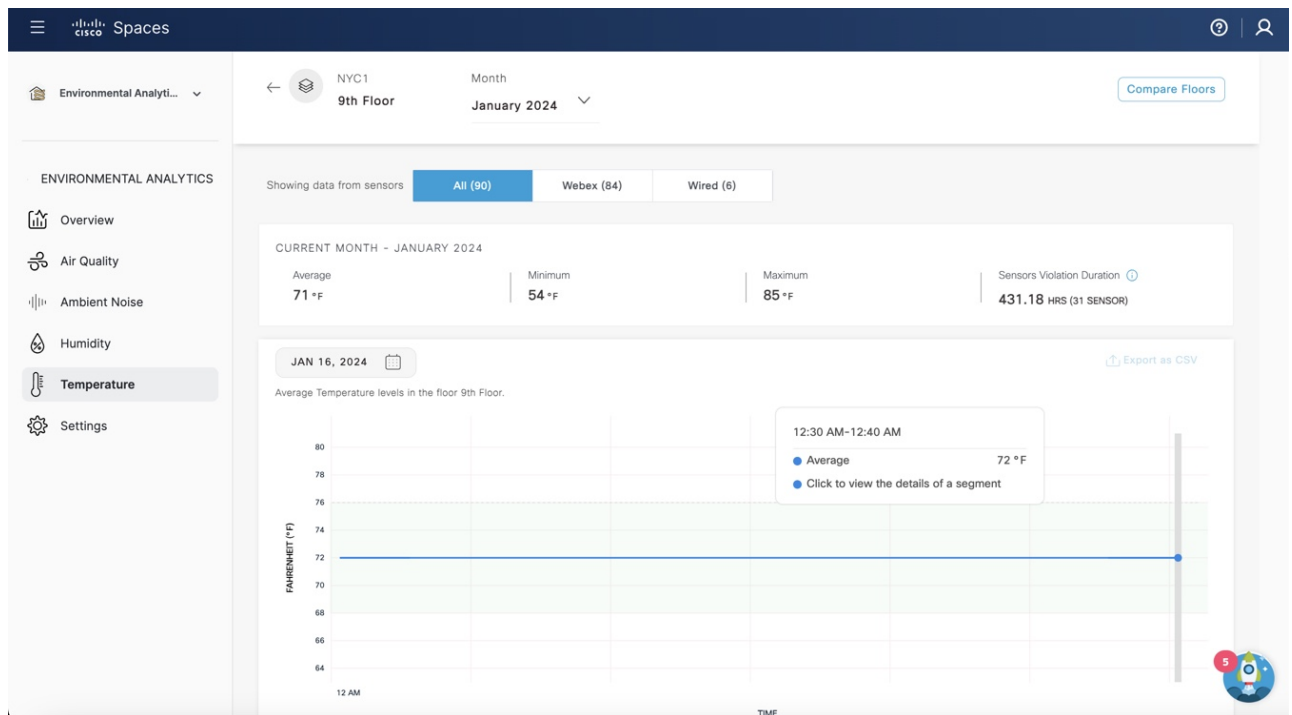 cisco Spaces
Environmental Analyti...
NYC1
9th Floor
Month
January 2024
Compare Floors
ENVIRONMENTAL ANALYTICS
Overview
Air Quality
Ambient Noise
Humidity
Temperature
Settings
Showing data from sensors
All (90)
Webex (84)
Wired (6)
CURRENT MONTH - JANUARY 2024
Average
71 °F
Minimum
54 °F
Maximum
85 °F
Sensors Violation Duration
431.18 HRS (31 SENSOR)
JAN 16, 2024
Export as CSV
Average Temperature levels in the floor 9th Floor.
12:30 AM-12:40 AM
Average 72 °F
Click to view the details of a segment
FAHRENHEIT (°F)
80
78
76
74
72
70
68
66
64
12 AM
TIME
5